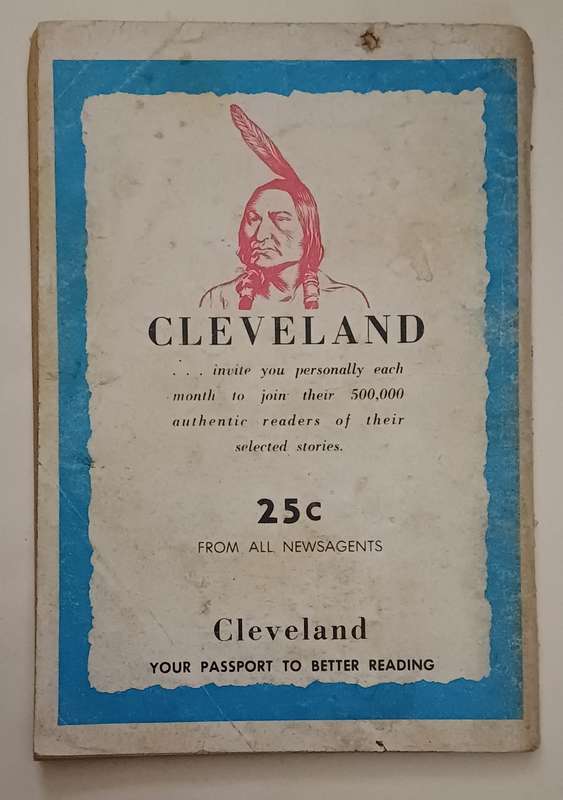 CLEVELAND
. . . invite you personally each
month to join their 500,000
authentic readers of their
selected stories.
25c
FROM ALL NEWSAGENTS
Cleveland
YOUR PASSPORT TO BETTER READING